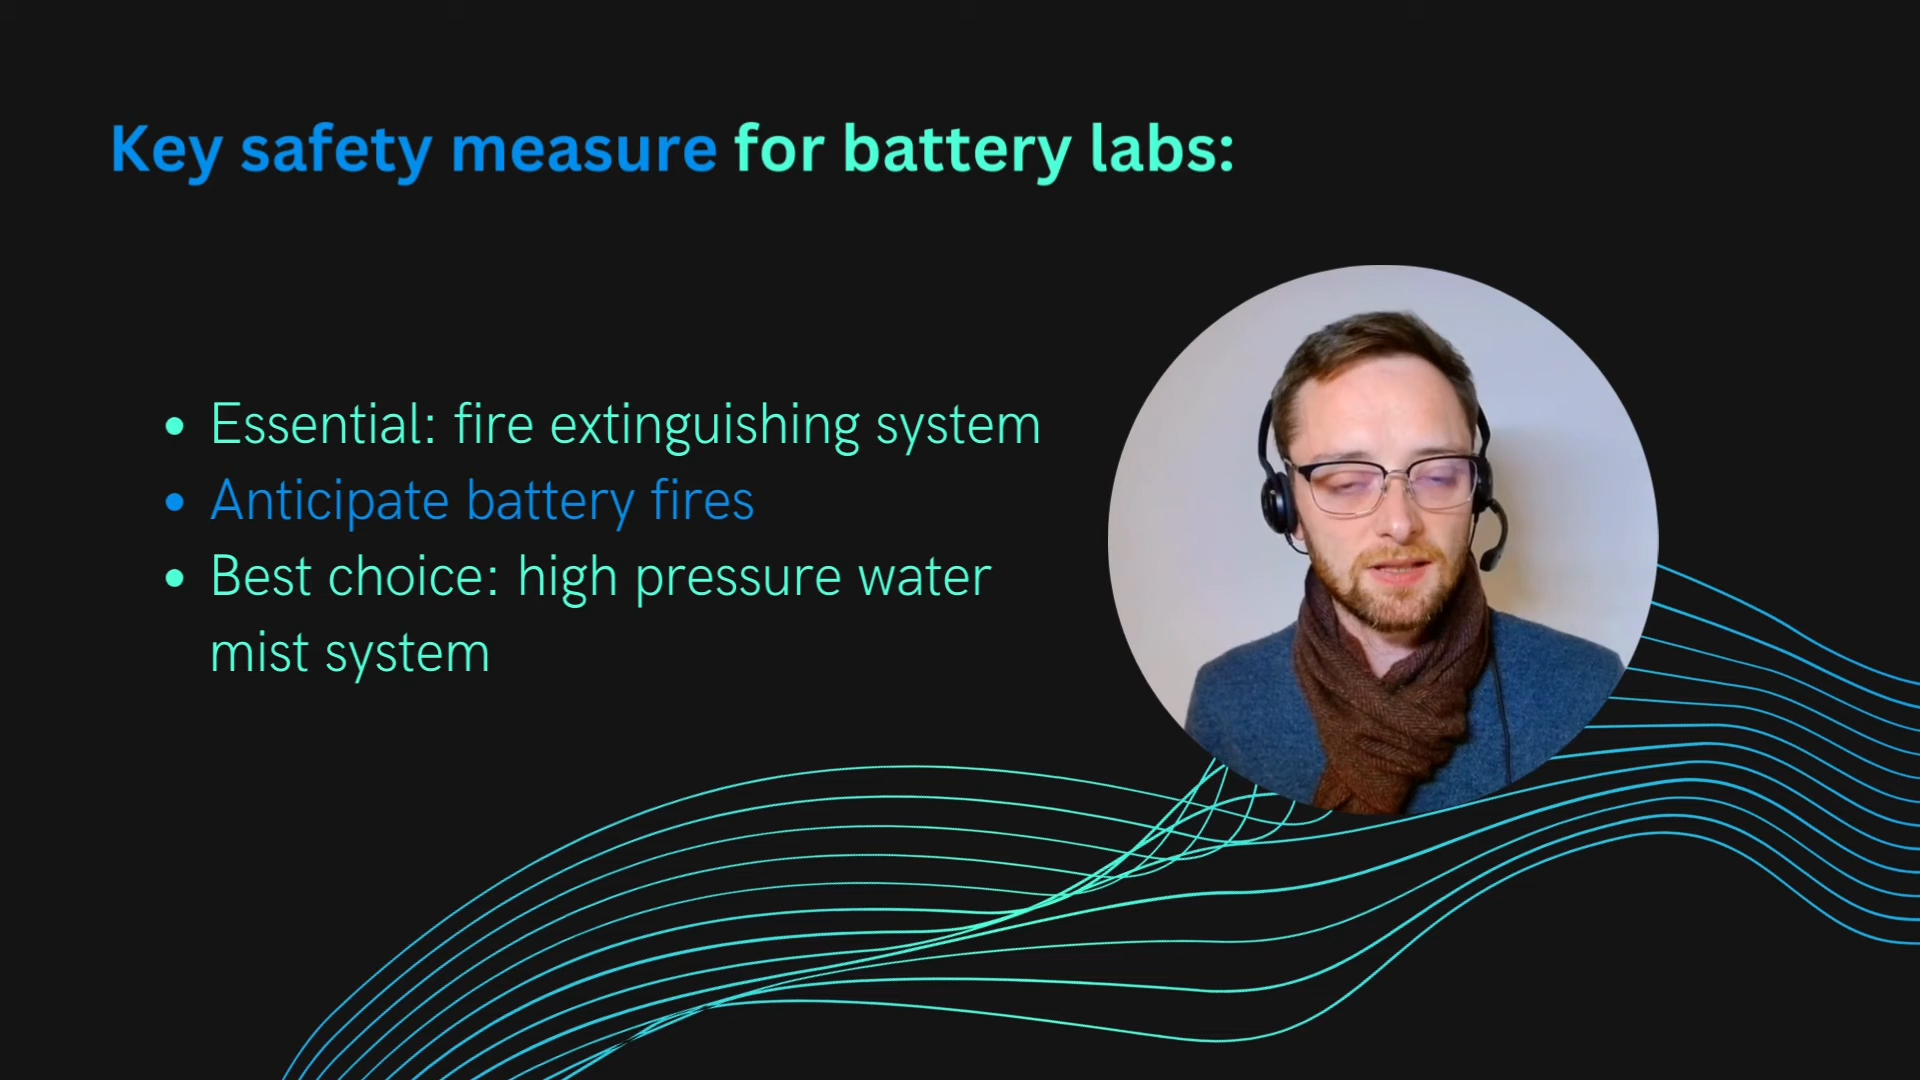 Key safety measure for battery labs:
• Essential: fire extinguishing system
• Anticipate battery fires
• Best choice: high pressure water
mist system